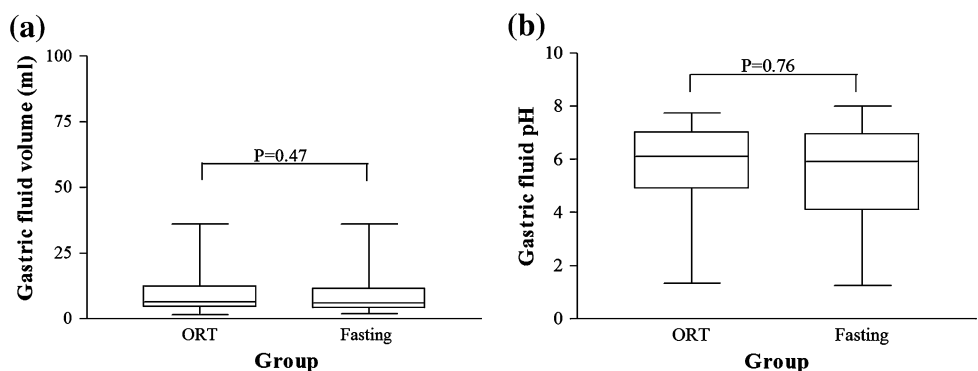 (a)
Gastric fluid volume (ml)
100
75
50
25
0
P=0.47
ORT
Fasting
Group
(b)
Gastric fluid pH
10
8
6
4
2
0
P=0.76
ORT
Fasting
Group